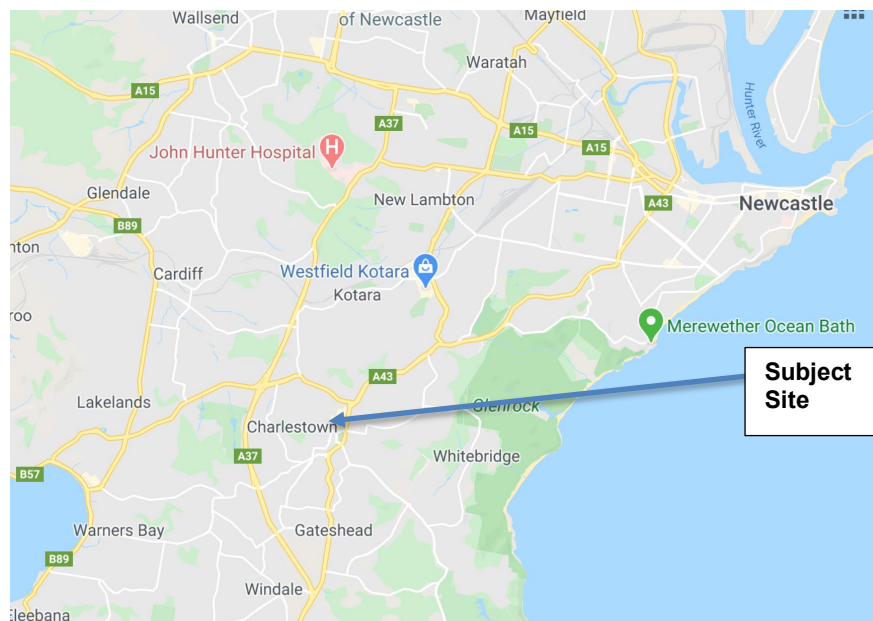 Wallsend
of Newcastle
Mayfield
Waratah
A15
A37
A15
A15
Hunter River
John Hunter Hospital
H
Glendale
New Lambton
A43
Newcastle
B89
nton
Cardiff
Westfield Kotara
Kotara
roo
Merewether Ocean Bath
Subject
Site
A43
Lakelands
Glenrock
Charlestown
A37
Whitebridge
B57
Warners Bay
Gateshead
B89
Windale
Eleebana